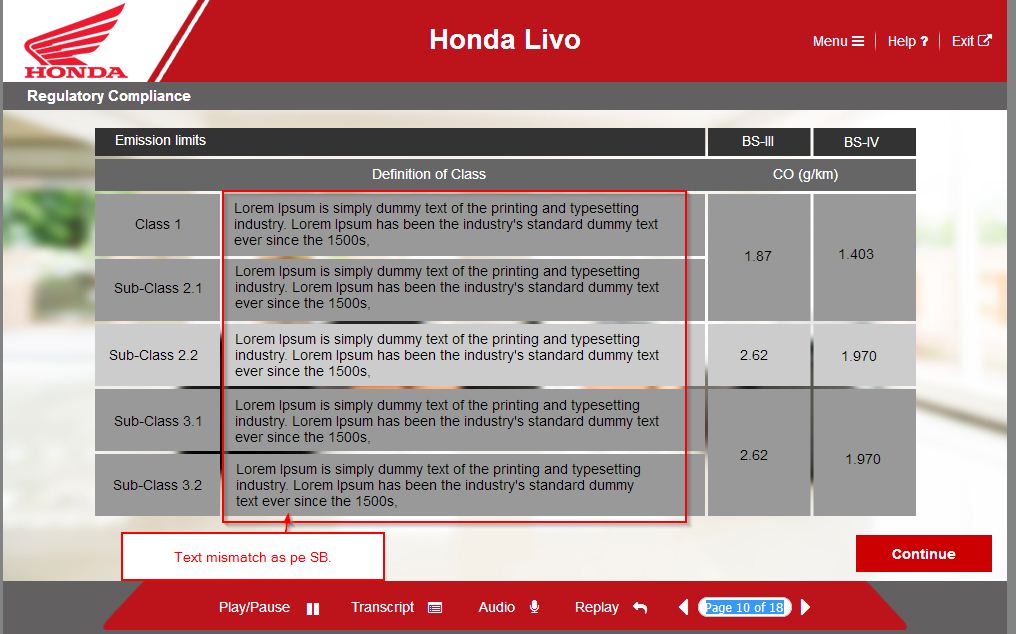 HONDA
Honda Livo
Menu
Help ?
Exit
Regulatory Compliance
Emission limits
BS-III
BS-IV
Definition of Class
CO (g/km)
Class 1
Lorem Ipsum is simply dummy text of the printing and typesetting
industry. Lorem Ipsum has been the industry's standard dummy text
ever since the 1500s,
1.87
1.403
Sub-Class 2.1
Lorem Ipsum is simply dummy text of the printing and typesetting
industry. Lorem Ipsum has been the industry's standard dummy text
ever since the 1500s,
Sub-Class 2.2
Lorem Ipsum is simply dummy text of the printing and typesetting
industry. Lorem Ipsum has been the industry's standard dummy text
ever since the 1500s,
2.62
1.970
Sub-Class 3.1
Lorem Ipsum is simply dummy text of the printing and typesetting
industry. Lorem Ipsum has been the industry's standard dummy text
ever since the 1500s,
2.62
1.970
Sub-Class 3.2
Lorem Ipsum is simply dummy text of the printing and typesetting
industry. Lorem Ipsum has been the industry's standard dummy
text ever since the 1500s,
Text mismatch as pe SB.
Continue
Play/Pause
Transcript
Audio
Replay
Page 10 of 18